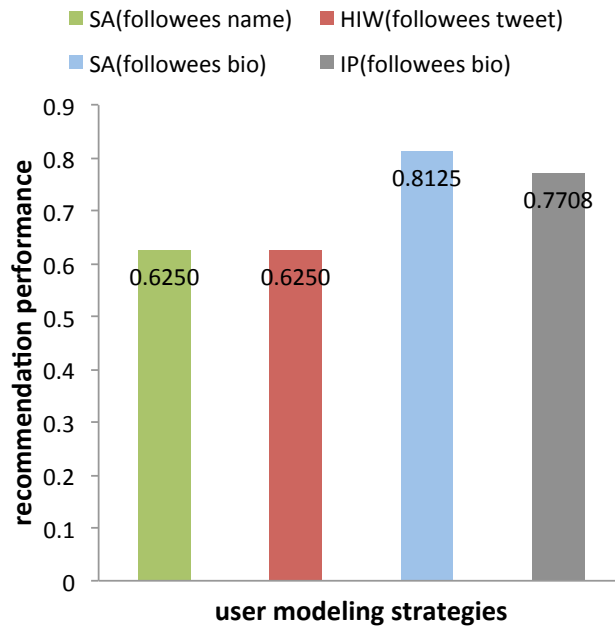 SA(followees name) HIW(followees tweet)
SA(followees bio) IP(followees bio)
0.9
0.8
0.7
0.6
0.5
0.4
0.3
0.2
0.1
0
recommendation performance
0.6250 0.6250 0.8125 0.7708
user modeling strategies